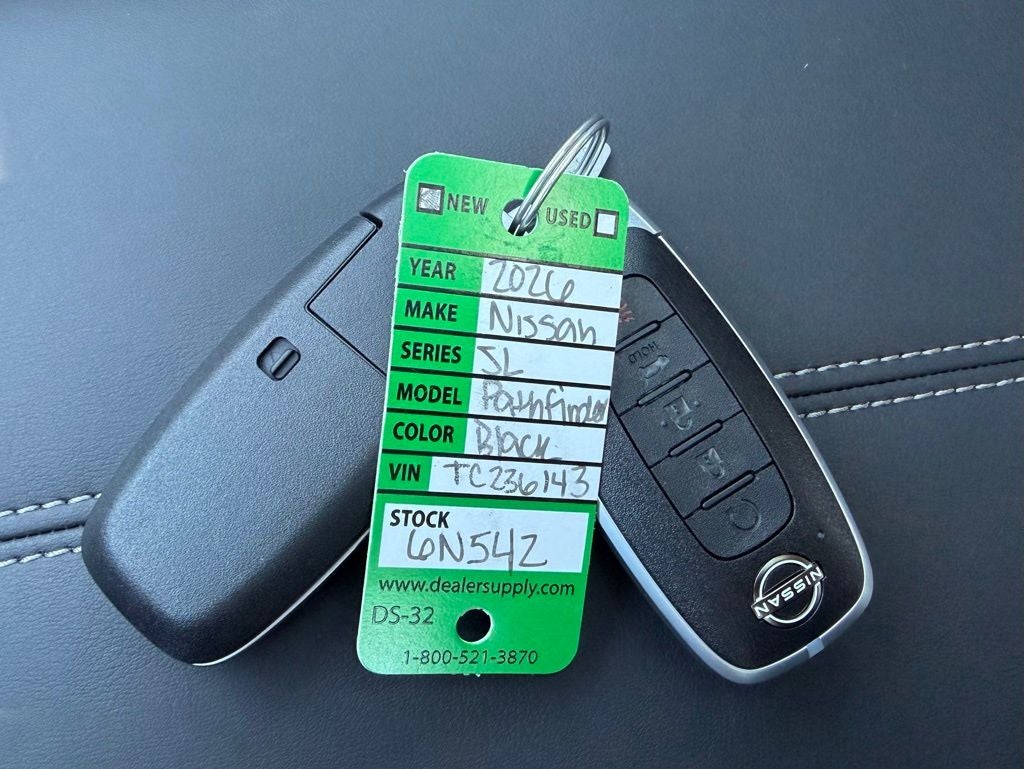 NEW USED
YEAR 2026
MAKE Nissan
SERIES SL
MODEL Pathfinder
COLOR Black
VIN TC236143
STOCK
6N542
www.dealersupply.com
DS-32
1-800-521-3870
HOLD
NISSAN